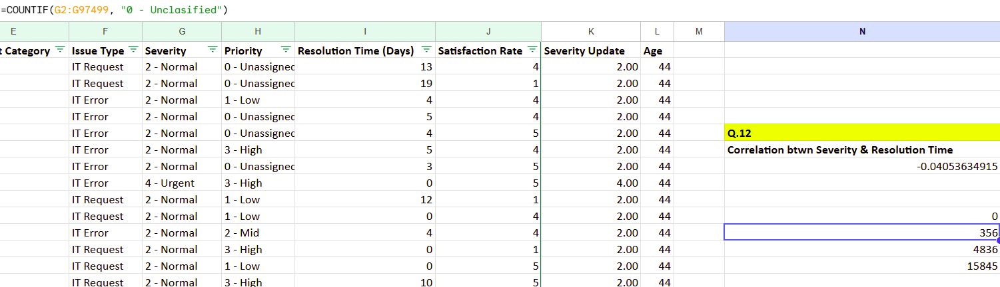 =COUNTIF(G2:G97499, "0 - Unclasified")
E F G H I J K L M N
t Category Issue Type Severity Priority Resolution Time (Days) Satisfaction Rate Severity Update Age
IT Request 2 - Normal 0 - Unassigned 13 4 2.00 44
IT Request 2 - Normal 0 - Unassigned 19 1 2.00 44
IT Error 2 - Normal 1 - Low 4 4 2.00 44
IT Error 2 - Normal 0 - Unassigned 5 4 2.00 44
IT Error 2 - Normal 0 - Unassigned 4 5 2.00 44 Q.12
IT Error 2 - Normal 3 - High 5 4 2.00 44 Correlation btwn Severity & Resolution Time
IT Error 2 - Normal 0 - Unassigned 3 5 2.00 44 -0.04053634915
IT Error 4 - Urgent 3 - High 0 5 4.00 44
IT Request 2 - Normal 1 - Low 12 1 2.00 44
IT Request 2 - Normal 1 - Low 0 4 2.00 44 0
IT Error 2 - Normal 2 - Mid 4 4 2.00 44 356
IT Request 2 - Normal 3 - High 0 1 2.00 44 4836
IT Request 2 - Normal 1 - Low 0 5 2.00 44 15845
IT Request 2 - Normal 3 - High 10 5 2.00 44